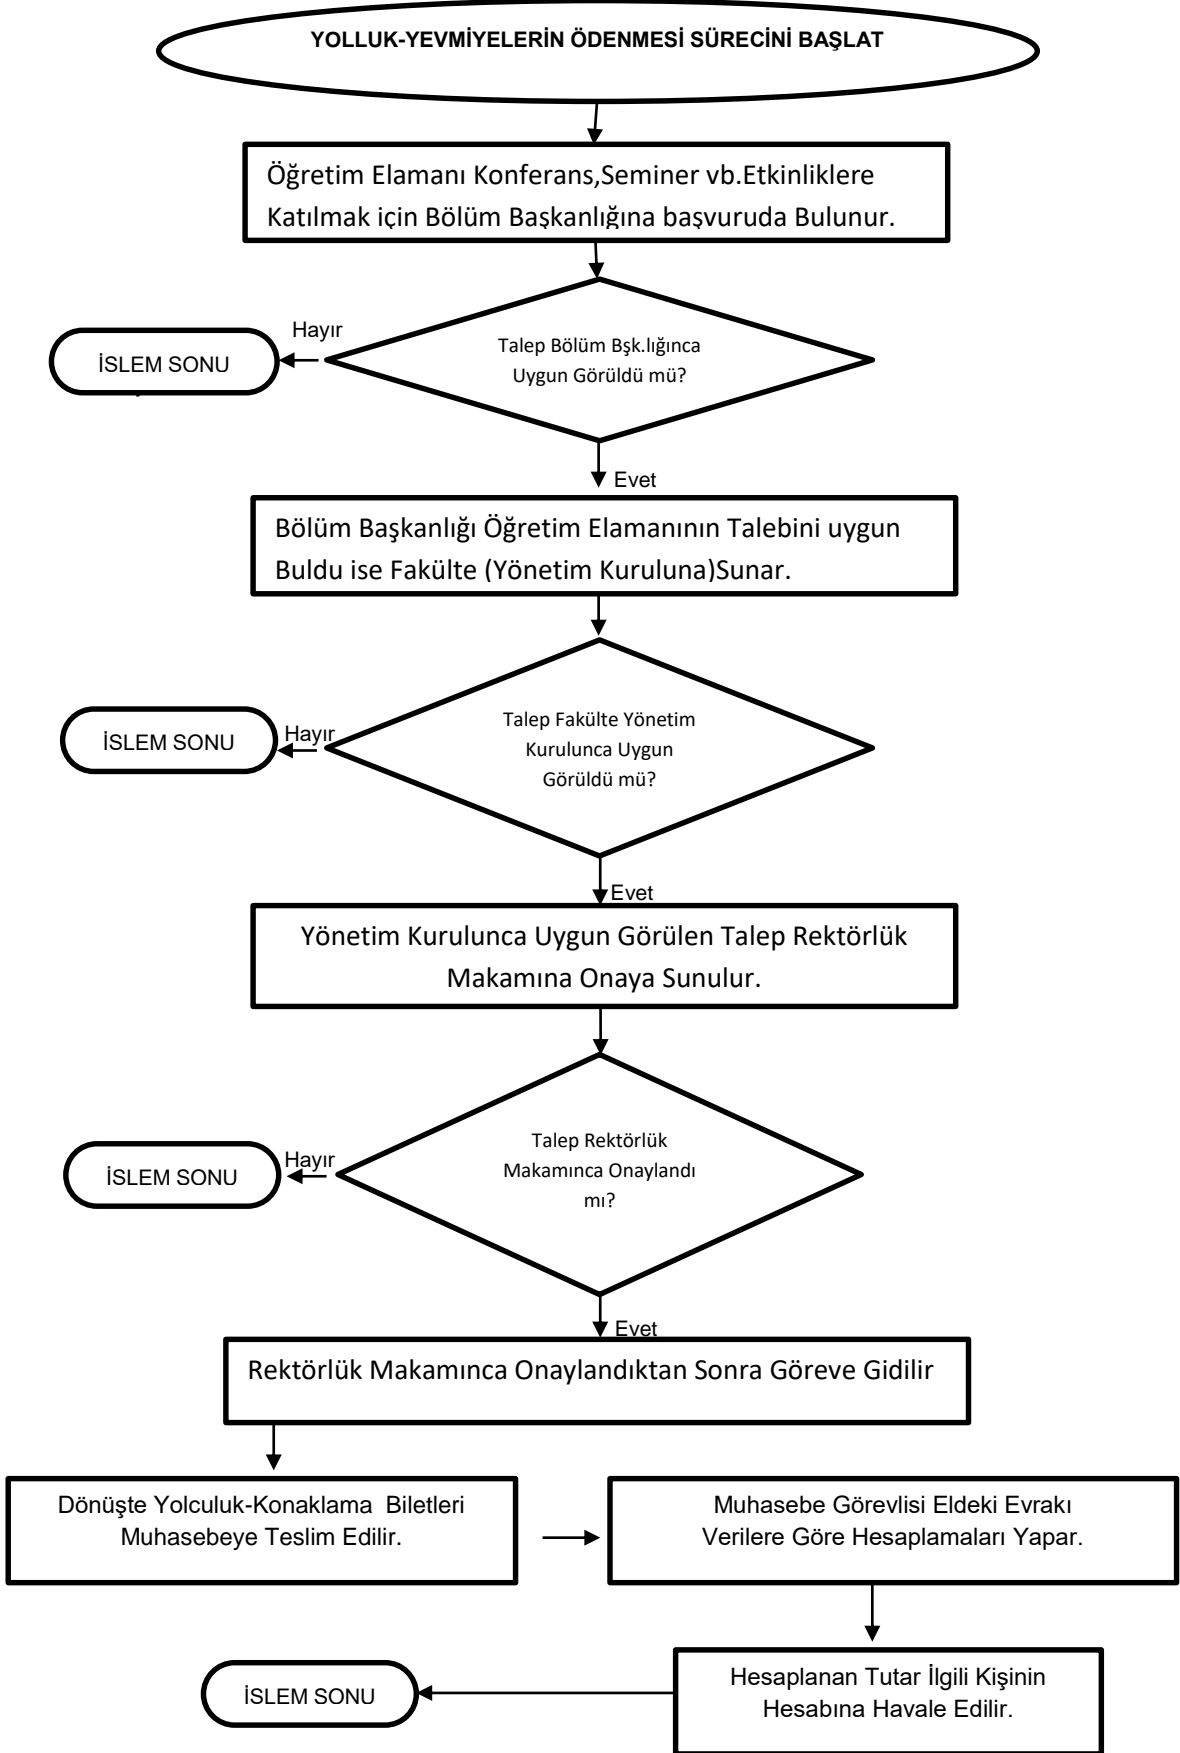 YOLLUK-YEVMİYELERİN ÖDENMESİ SÜRECİNİ BAŞLAT
Öğretim Elamanı Konferans,Seminer vb.Etkinliklere
Katılmak için Bölüm Başkanlığına başvuruda Bulunur.
Hayır
Talep Bölüm Bşk.lığınca
Uygun Görüldü mü?
İSLEM SONU
Evet
Bölüm Başkanlığı Öğretim Elamanının Talebini uygun
Buldu ise Fakülte (Yönetim Kuruluna)Sunar.
Talep Fakülte Yönetim
Kurulunca Uygun
Görüldü mü?
Hayır
İSLEM SONU
Evet
Yönetim Kurulunca Uygun Görülen Talep Rektörlük
Makamına Onaya Sunulur.
Talep Rektörlük
Makamınca Onaylandı
mı?
Hayır
İSLEM SONU
Evet
Rektörlük Makamınca Onaylandıktan Sonra Göreve Gidilir
Dönüşte Yolculuk-Konaklama Biletleri
Muhasebeye Teslim Edilir.
Muhasebe Görevlisi Eldeki Evrakı
Verilere Göre Hesaplamaları Yapar.
Hesaplanan Tutar İlgili Kişinin
Hesabına Havale Edilir.
İSLEM SONU